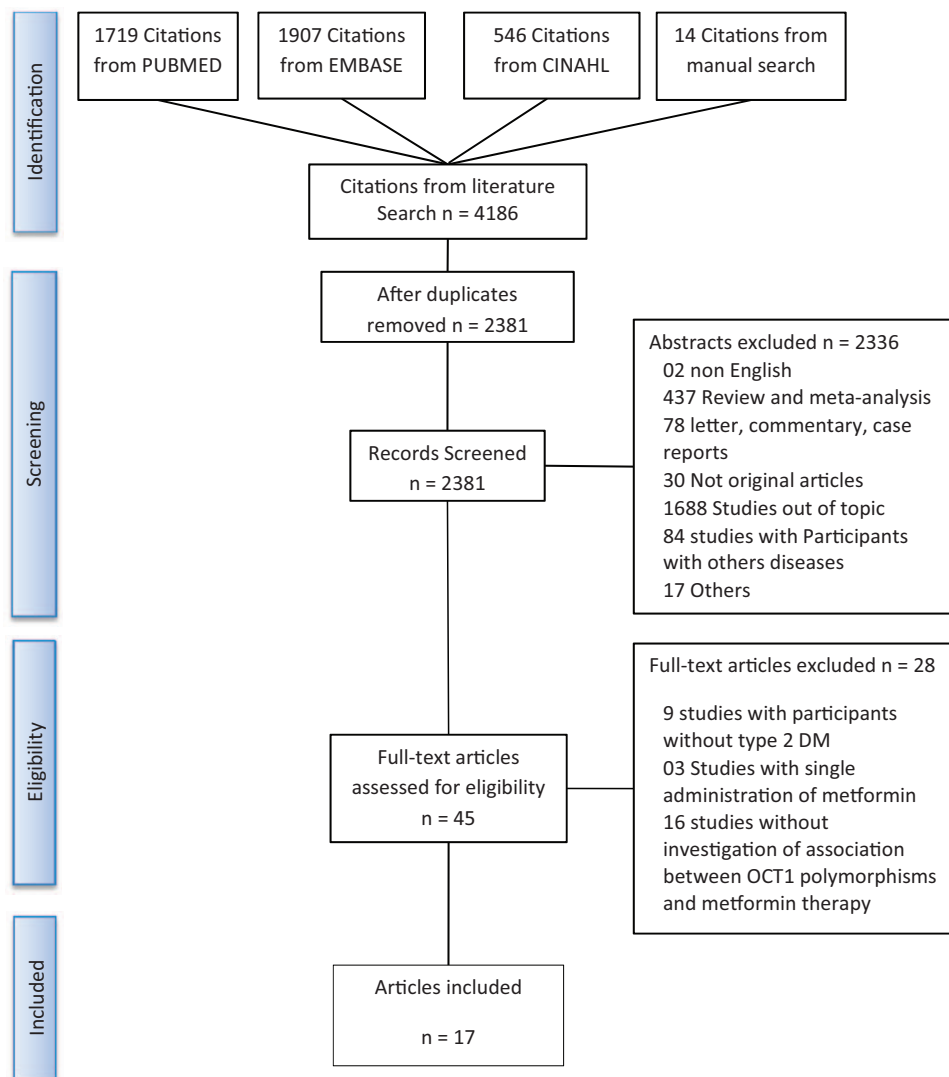 Identification
1719 Citations
from PUBMED
1907 Citations
from EMBASE
546 Citations
from CINAHL
14 Citations from
manual search
Citations from literature
Search n = 4186
Screening
After duplicates
removed n = 2381
Records Screened
n = 2381
Abstracts excluded n = 2336
02 non English
437 Review and meta-analysis
78 letter, commentary, case
reports
30 Not original articles
1688 Studies out of topic
84 studies with Participants
with others diseases
17 Others
Eligibility
Full-text articles
assessed for eligibility
n = 45
Full-text articles excluded n = 28
9 studies with participants
without type 2 DM
03 Studies with single
administration of metformin
16 studies without
investigation of association
between OCT1 polymorphisms
and metformin therapy
Included
Articles included
n = 17